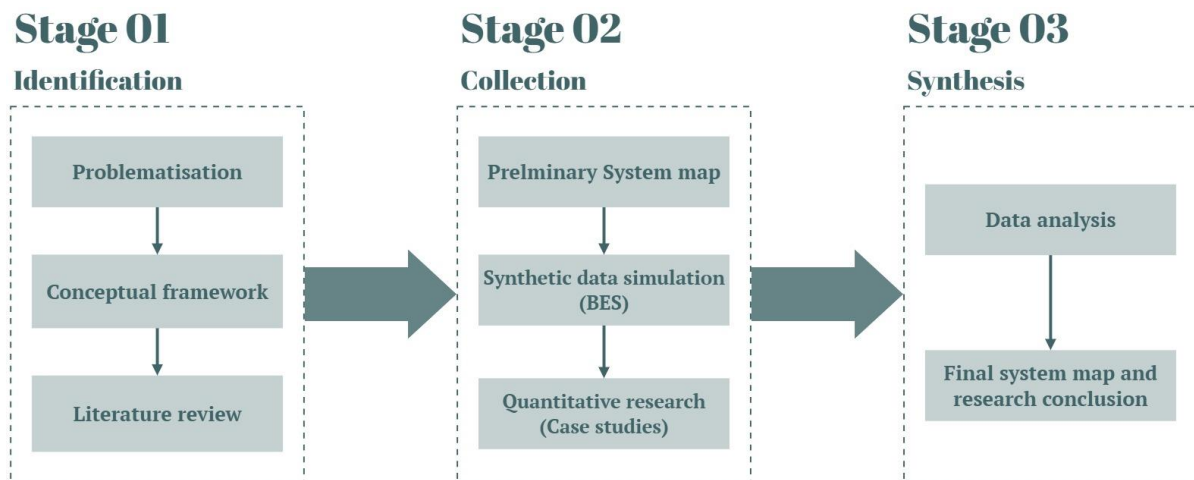 Stage 01
Identification
Problematisation
Conceptual framework
Literature review
Stage 02
Collection
Prelminary System map
Synthetic data simulation
(BES)
Quantitative research
(Case studies)
Stage 03
Synthesis
Data analysis
Final system map and
research conclusion